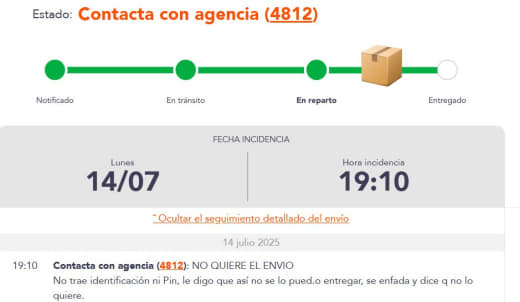 Estado: Contacta con agencia (4812)
Notificado
En tránsito
En reparto
Entregado
FECHA INCIDENCIA
Lunes
14/07
Hora incidencia
19:10
ˆOcultar el seguimiento detallado del envío
14 julio 2025
19:10 Contacta con agencia (4812): NO QUIERE EL ENVIO
No trae identificación ni Pin, le digo que así no se lo pued.o entregar, se enfada y dice q no lo
quiere.